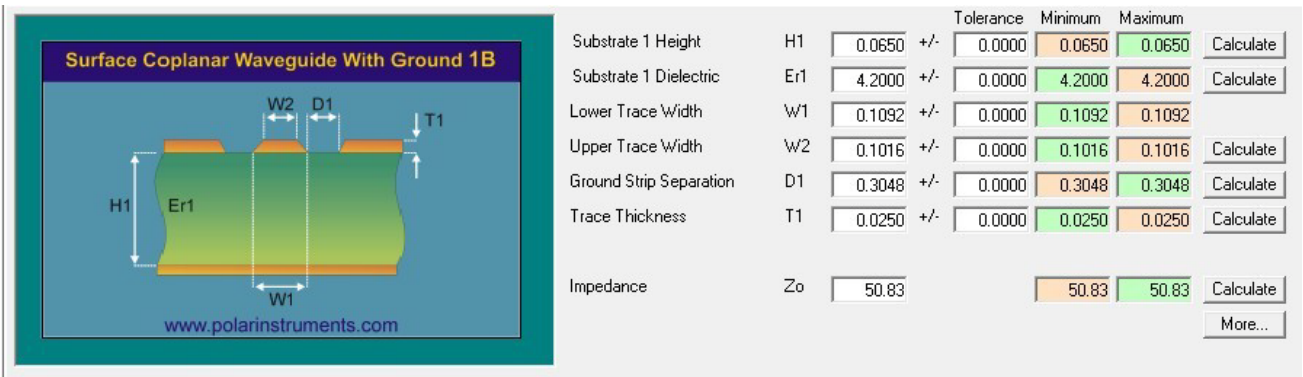 Surface Coplanar Waveguide With Ground 1B
W2 D1
T1
H1 Er1
W1
www.polarinstruments.com
Tolerance Minimum Maximum
Substrate 1 Height H1 0.0650 +/- 0.0000 0.0650 0.0650 Calculate
Substrate 1 Dielectric Er1 4.2000 +/- 0.0000 4.2000 4.2000 Calculate
Lower Trace Width W1 0.1092 +/- 0.0000 0.1092 0.1092
Upper Trace Width W2 0.1016 +/- 0.0000 0.1016 0.1016 Calculate
Ground Strip Separation D1 0.3048 +/- 0.0000 0.3048 0.3048 Calculate
Trace Thickness T1 0.0250 +/- 0.0000 0.0250 0.0250 Calculate
Impedance Zo 50.83 50.83 50.83 Calculate
More...